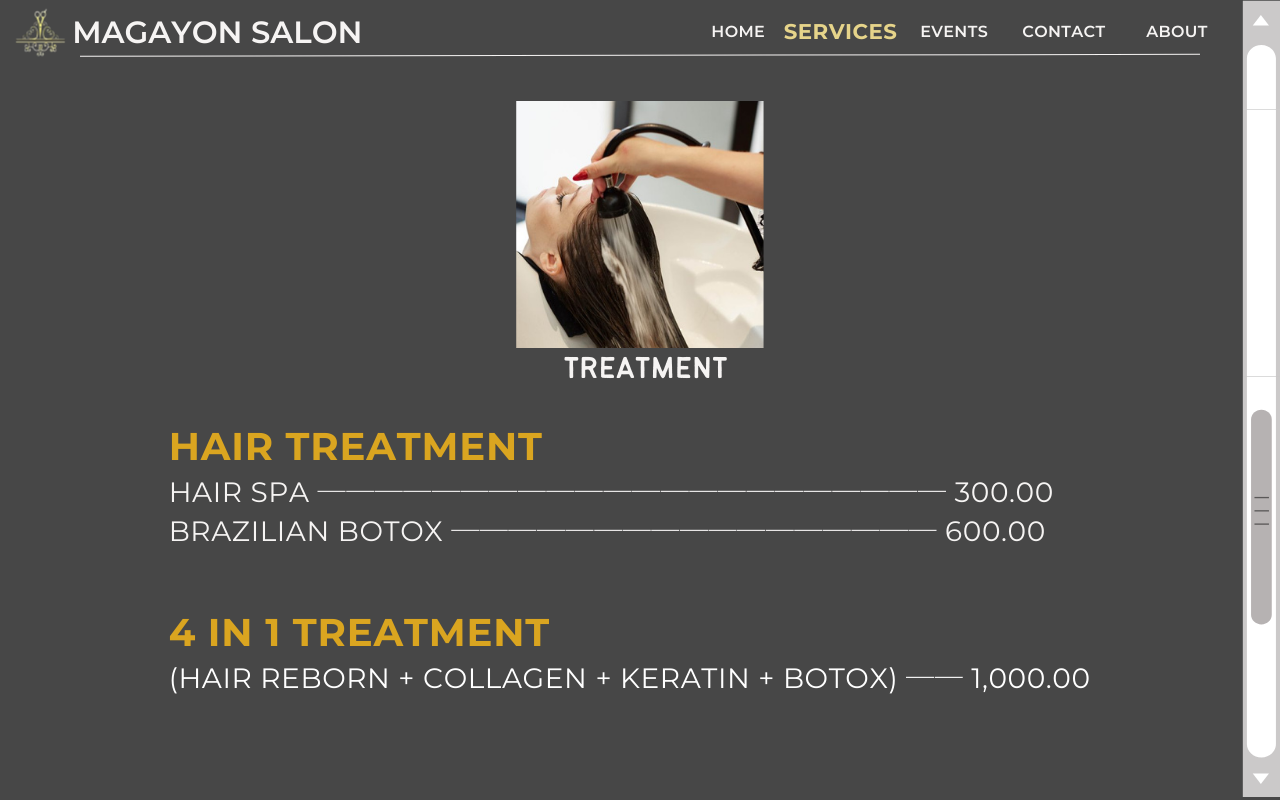 MAGAYON SALON
HOME SERVICES EVENTS CONTACT ABOUT
TREATMENT
HAIR TREATMENT
HAIR SPA —————————————————————— 300.00
BRAZILIAN BOTOX ————————————————— 600.00
4 IN 1 TREATMENT
(HAIR REBORN + COLLAGEN + KERATIN + BOTOX) —— 1,000.00